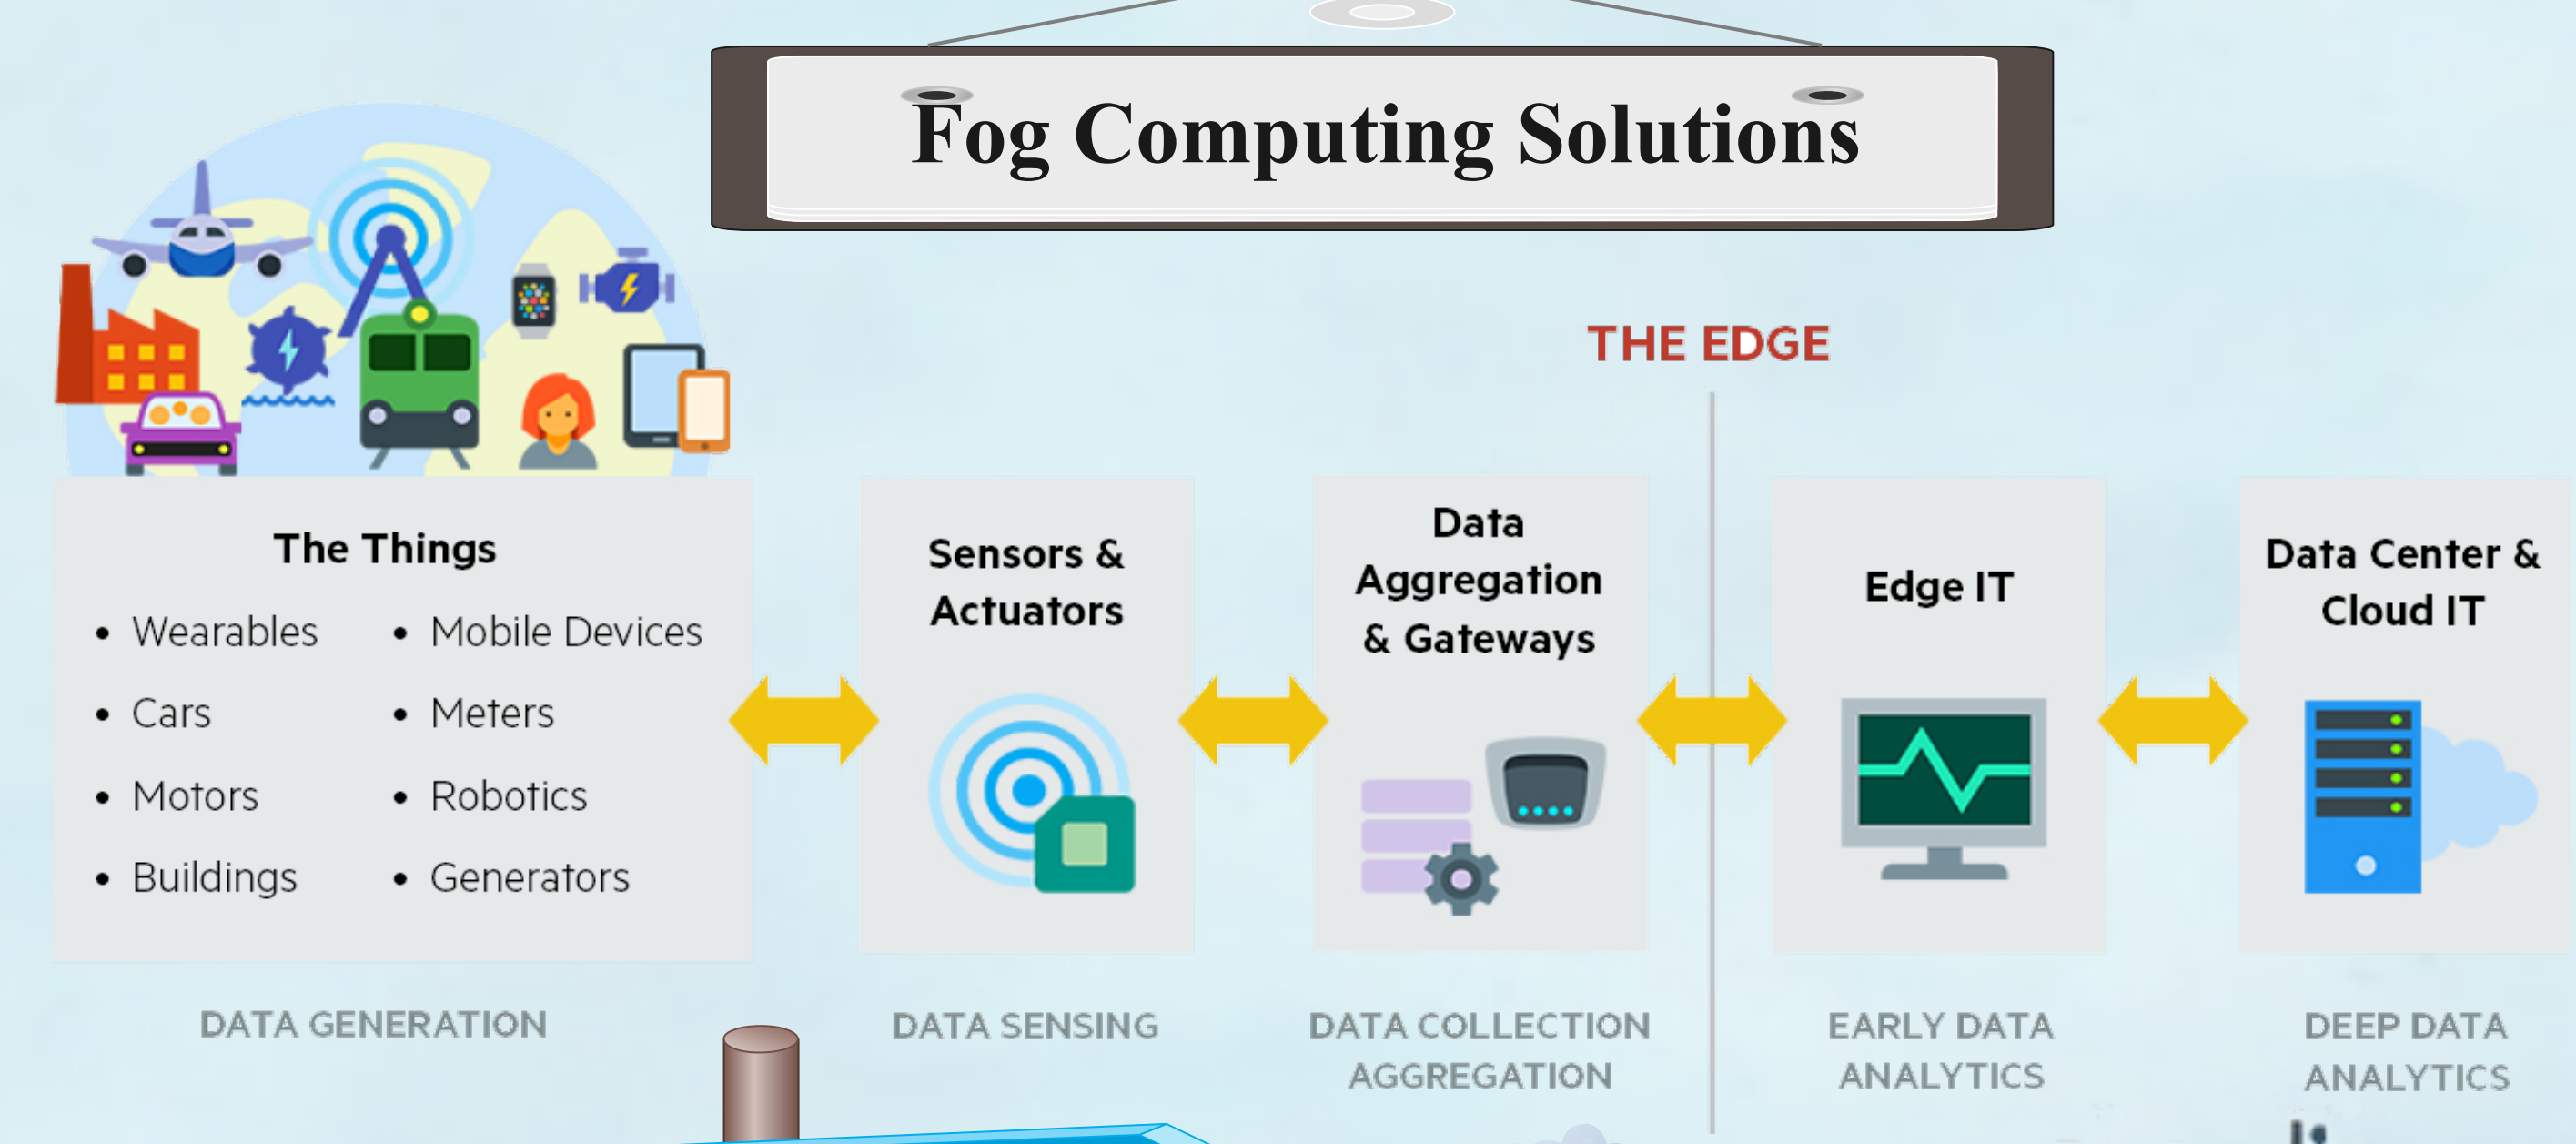 Fog Computing Solutions
THE EDGE
The Things
• Wearables
• Cars
• Motors
• Buildings
• Mobile Devices
• Meters
• Robotics
• Generators
DATA GENERATION
Sensors &
Actuators
DATA SENSING
Data
Aggregation
& Gateways
DATA COLLECTION
AGGREGATION
Edge IT
EARLY DATA
ANALYTICS
Data Center &
Cloud IT
DEEP DATA
ANALYTICS